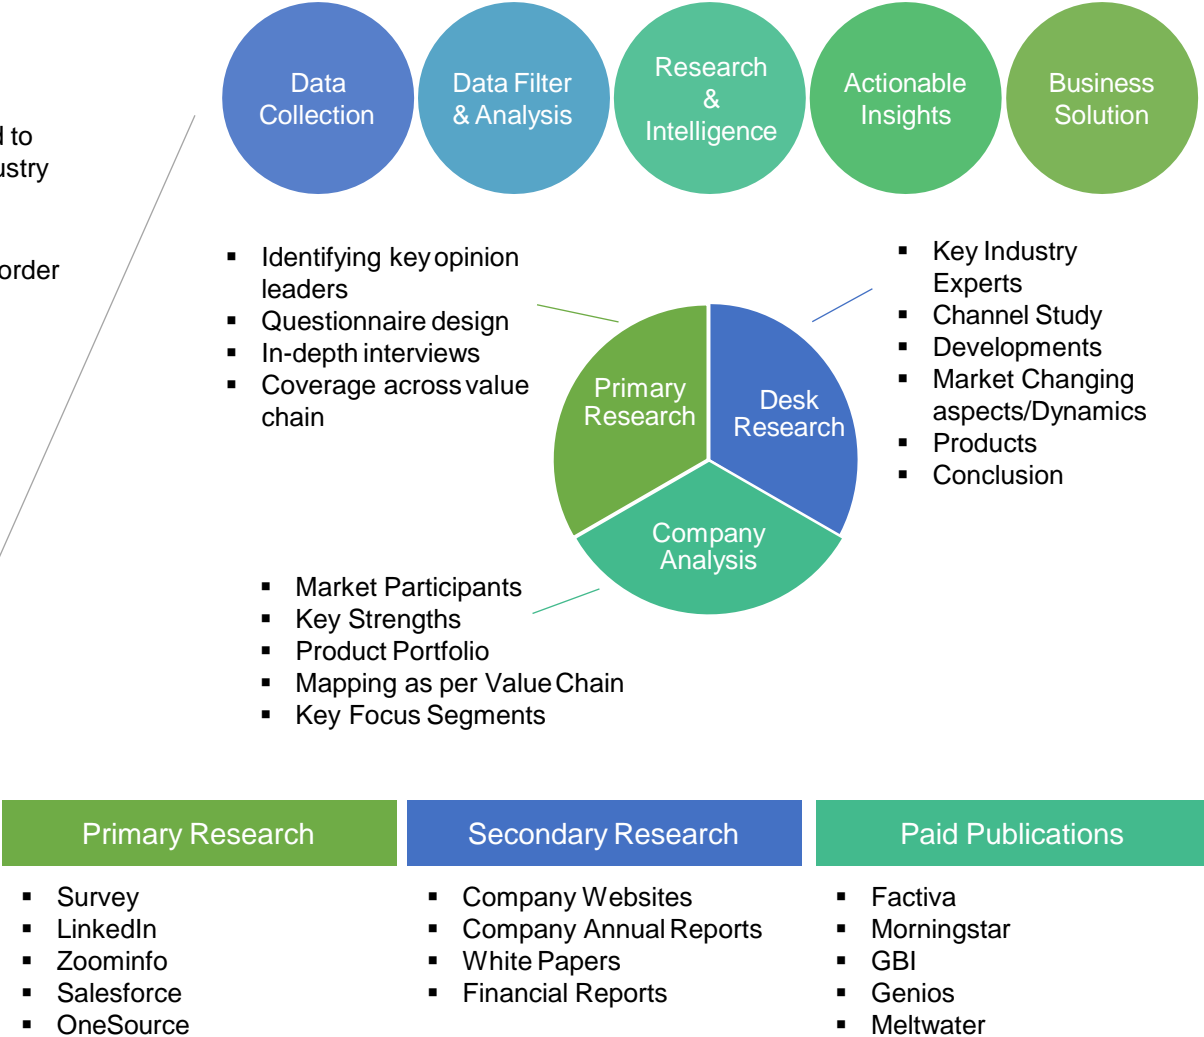 Data
Collection
Data Filter
& Analysis
Research
&
Intelligence
Actionable
Insights
Business
Solution
to
order
▪ Identifying key opinion
leaders
▪ Questionnaire design
▪ In-depth interviews
▪ Coverage across value
chain
▪ Key Industry
Experts
▪ Channel Study
▪ Developments
▪ Market Changing
aspects/Dynamics
▪ Products
▪ Conclusion
Primary
Research
Desk
Research
Company
Analysis
▪ Market Participants
▪ Key Strengths
▪ Product Portfolio
▪ Mapping as per Value Chain
▪ Key Focus Segments
Primary Research
▪ Survey
▪ LinkedIn
▪ Zoominfo
▪ Salesforce
▪ OneSource
Secondary Research
▪ Company Websites
▪ Company Annual Reports
▪ White Papers
▪ Financial Reports
Paid Publications
▪ Factiva
▪ Morningstar
▪ GBI
▪ Genios
▪ Meltwater